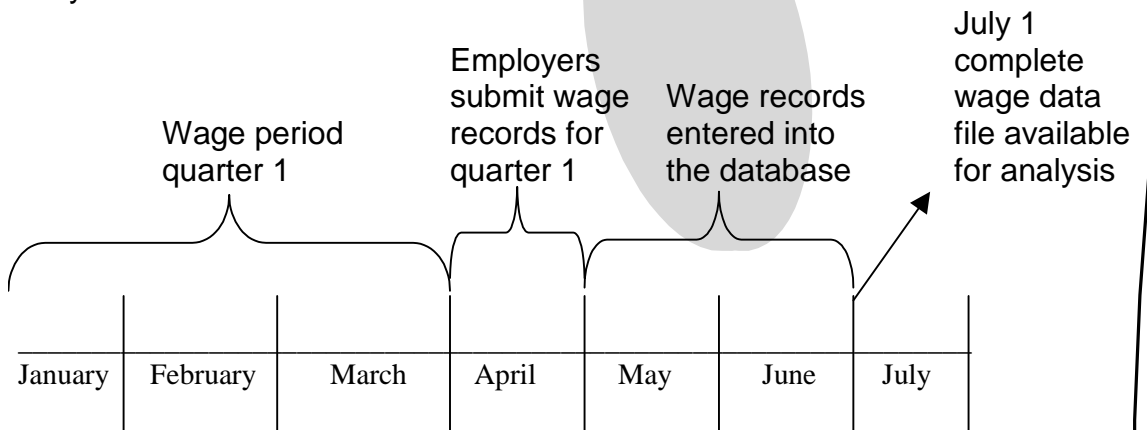 Wage period
quarter 1
Employers
submit wage
records for
quarter 1
Wage records
entered into
the database
July 1
complete
wage data
file available
for analysis
January February March April May June July